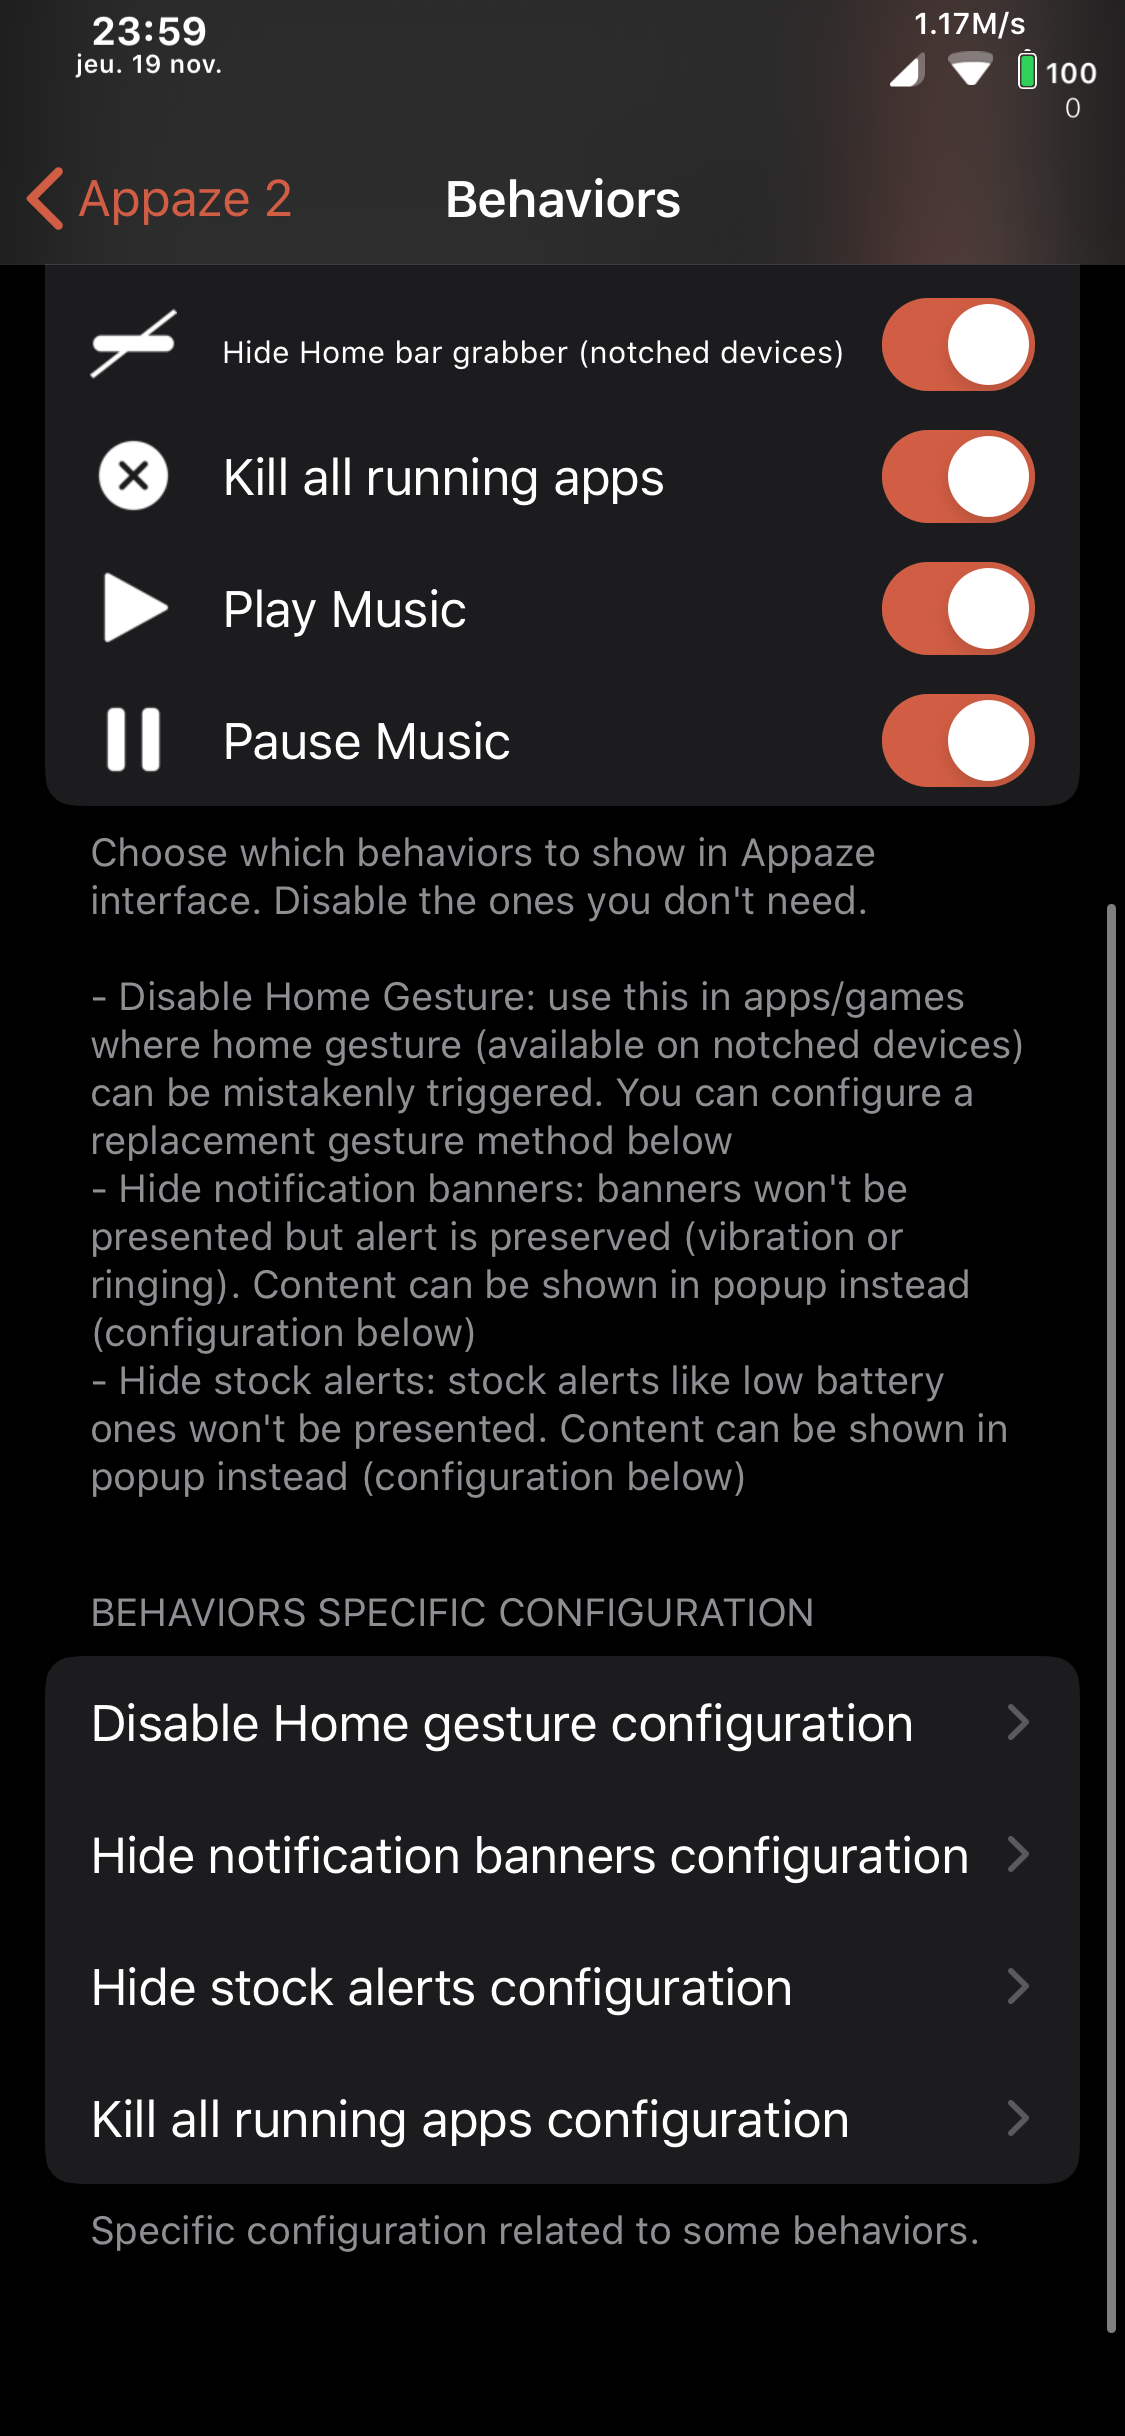 23:59
jeu. 19 nov.
1.17M/s
100
0
Appaze 2
Behaviors
Hide Home bar grabber (notched devices)
Kill all running apps
Play Music
Pause Music
Choose which behaviors to show in Appaze
interface. Disable the ones you don't need.
- Disable Home Gesture: use this in apps/games
where home gesture (available on notched devices)
can be mistakenly triggered. You can configure a
replacement gesture method below
- Hide notification banners: banners won't be
presented but alert is preserved (vibration or
ringing). Content can be shown in popup instead
(configuration below)
- Hide stock alerts: stock alerts like low battery
ones won't be presented. Content can be shown in
popup instead (configuration below)
BEHAVIORS SPECIFIC CONFIGURATION
Disable Home gesture configuration
Hide notification banners configuration
Hide stock alerts configuration
Kill all running apps configuration
Specific configuration related to some behaviors.